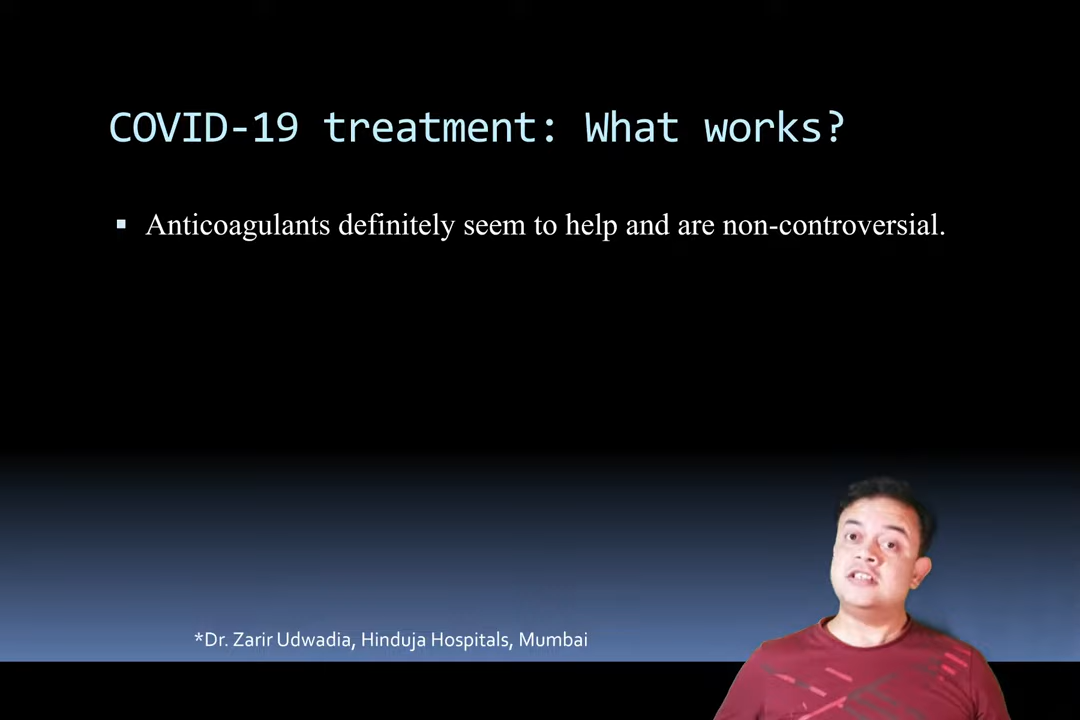 COVID-19 treatment: What works?
▪ Anticoagulants definitely seem to help and are non-controversial.
*Dr. Zarir Udwadia, Hinduja Hospitals, Mumbai